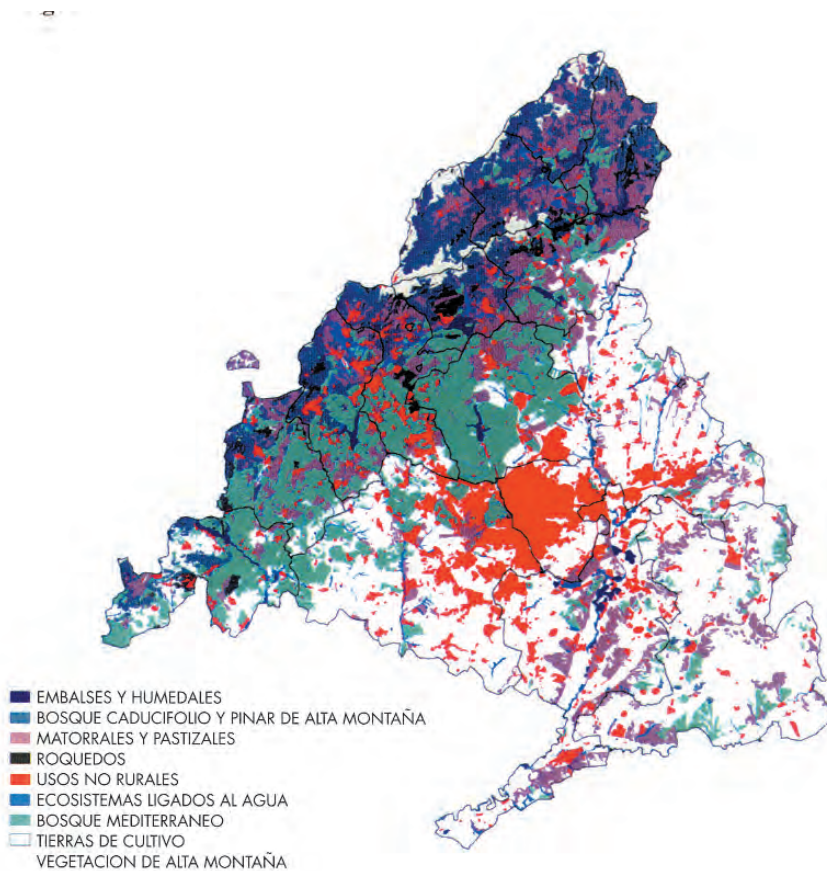 EMBALSES Y HUMEDALES
BOSQUE CADUCIFOLIO Y PINAR DE ALTA MONTAÑA
MATORRALES Y PASTIZALES
ROQUEDOS
USOS NO RURALES
ECOSISTEMAS LIGADOS AL AGUA
BOSQUE MEDITERRANEO
TIERRAS DE CULTIVO
VEGETACION DE ALTA MONTAÑA